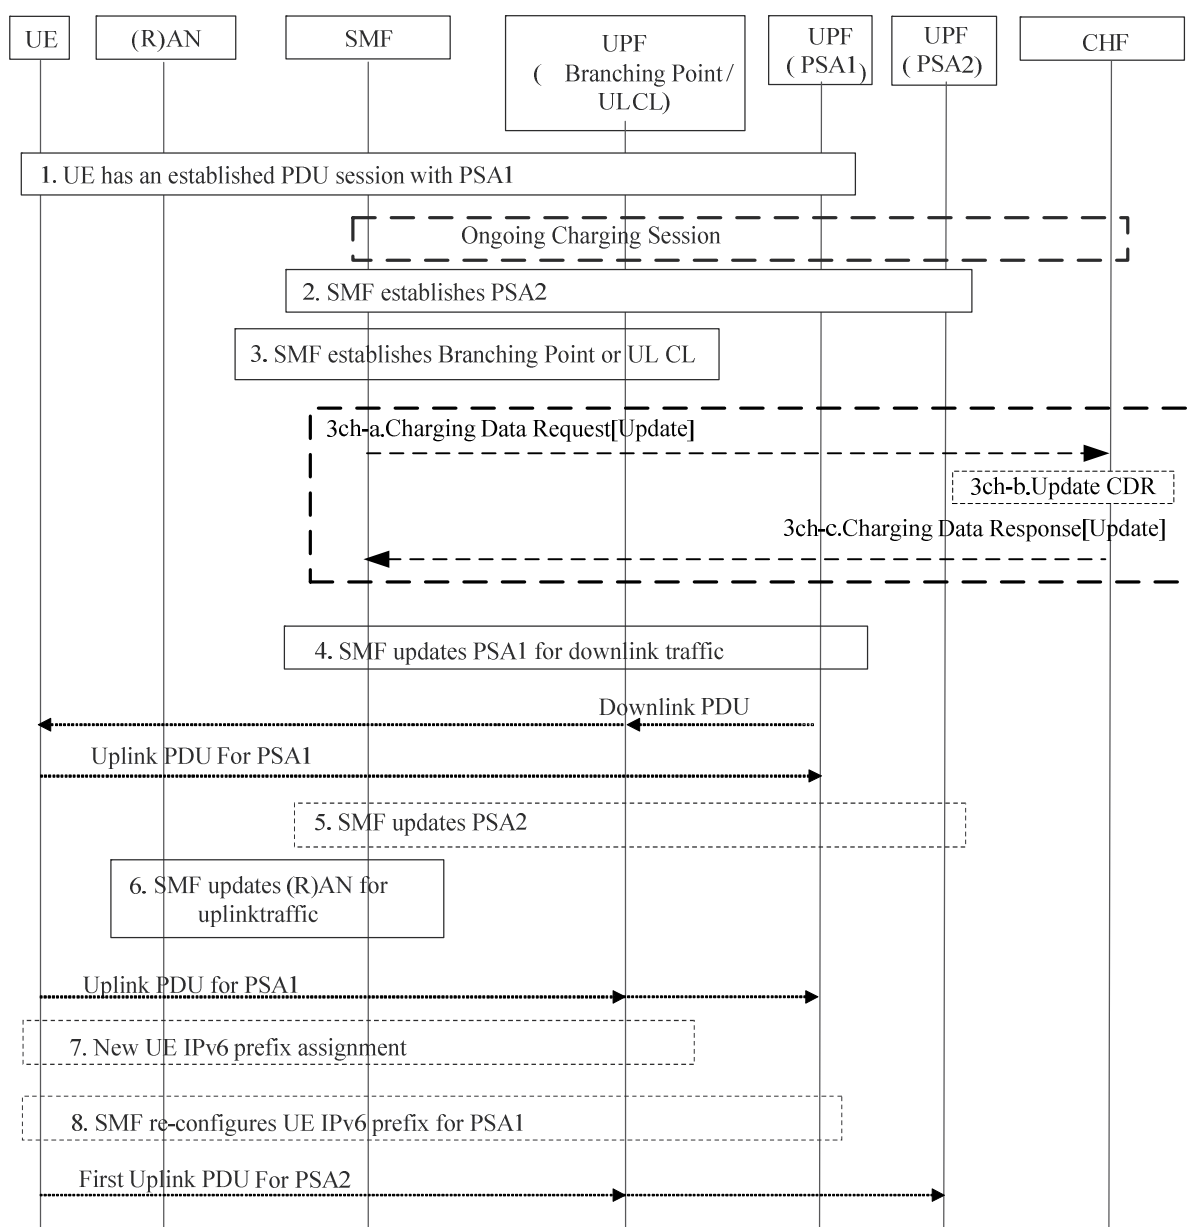 UE
(R)AN
SMF
UPF
( Branching Point/
ULCL)
UPF
( PSA1)
UPF
( PSA2)
CHF
1. UE has an established PDU session with PSA1
Ongoing Charging Session
2. SMF establishes PSA2
3. SMF establishes Branching Point or UL CL
3ch-a.Charging Data Request[Update]
3ch-b.Update CDR
3ch-c.Charging Data Response[Update]
4. SMF updates PSA1 for downlink traffic
Downlink PDU
Uplink PDU For PSA1
5. SMF updates PSA2
6. SMF updates (R)AN for
uplinktraffic
Uplink PDU for PSA1
7. New UE IPv6 prefix assignment
8. SMF re-configures UE IPv6 prefix for PSA1
First Uplink PDU For PSA2